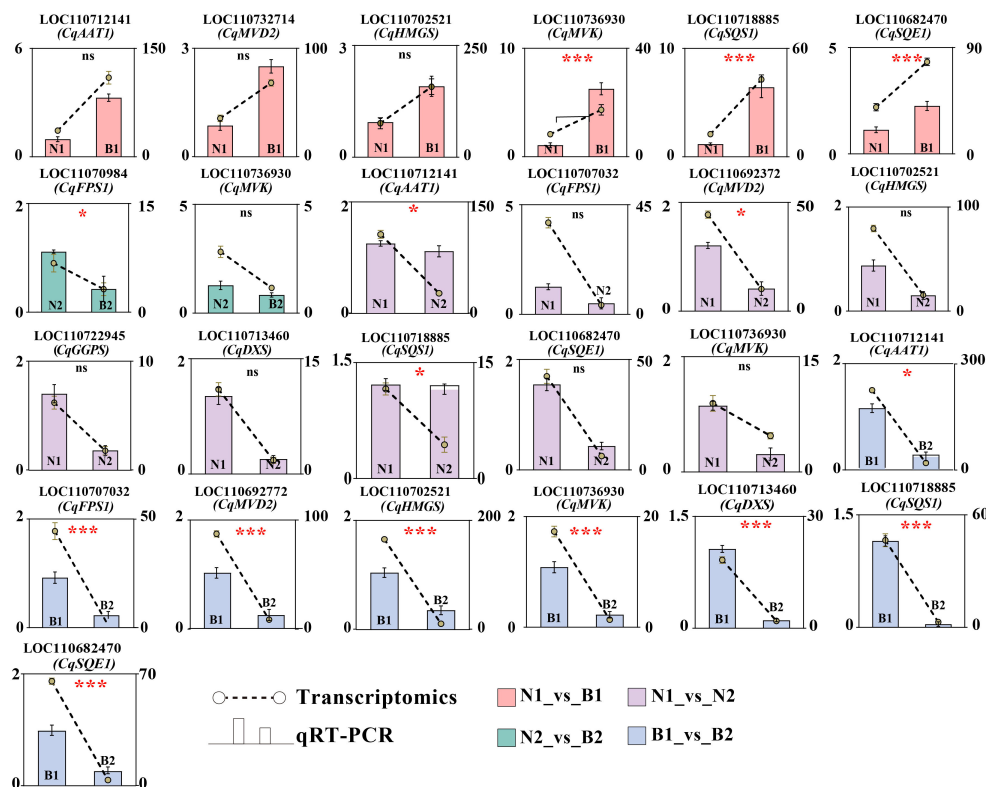 LOC110712141 LOC110732714 LOC110702521 LOC110736930 LOC110718885 LOC110682470
(CqAAT1) (CqMVD2) (CqHMGS) (CqMVK) (CqSQS1) (CqSQE1)
6 ns 150 3 ns 100 3 ns 250 10 *** 40 10 *** 60 5 *** 90
N1 B1 N1 B1 N1 B1 N1 B1 N1 B1 N1 B1
0 0 0 0 0 0 0 0 0 0 0 0
LOC11070984 LOC110736930 LOC110712141 LOC110707032 LOC110692372 LOC110702521
(CqFPS1) (CqMVK) (CqAAT1) (CqFPS1) (CqMVD2) (CqHMGS)
2 * 15 5 ns 5 2 * 150 5 ns 45 2 * 50 2 ns 100
N2 B2 N2 B2 N1 N2 N1 N2 N1 N2 N1 N2
0 0 0 0 0 0 0 0 0 0 0 0
LOC110722945 LOC110713460 LOC110718885 LOC110682470 LOC110736930 LOC110712141
(CqGGPS) (CqDXS) (CqSQS1) (CqSQE1) (CqMVK) (CqAAT1)
2 ns 10 2 ns 15 1.5 * 15 2 ns 50 2 ns 15 2 * 300
N1 N2 N1 N2 N1 N2 N1 N2 N1 N2 B1 B2
0 0 0 0 0 0 0 0 0 0 0 0
LOC110707032 LOC110692772 LOC110702521 LOC110736930 LOC110713460 LOC110718885
(CqFPS1) (CqMVD2) (CqHMGS) (CqMVK) (CqDXS) (CqSQS1)
2 *** 50 2 *** 100 2 *** 200 2 *** 20 1.5 *** 30 1.5 *** 60
B1 B2 B1 B2 B1 B2 B1 B2 B1 B2 B1 B2
0 0 0 0 0 0 0 0 0 0 0 0
LOC110682470
(CqSQE1)
2 *** 70
B1 B2
0 0
Transcriptomics
qRT-PCR
N1_vs_B1 N1_vs_N2
N2_vs_B2 B1_vs_B2